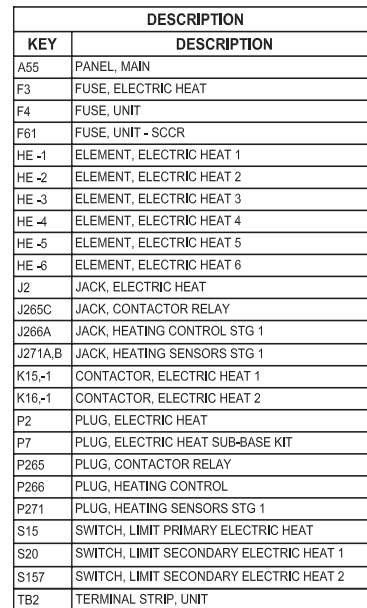 DESCRIPTION
KEY DESCRIPTION
A55 PANEL, MAIN
F3 FUSE, ELECTRIC HEAT
F4 FUSE, UNIT
F61 FUSE, UNIT - SCCR
HE -1 ELEMENT, ELECTRIC HEAT 1
HE -2 ELEMENT, ELECTRIC HEAT 2
HE -3 ELEMENT, ELECTRIC HEAT 3
HE -4 ELEMENT, ELECTRIC HEAT 4
HE -5 ELEMENT, ELECTRIC HEAT 5
HE -6 ELEMENT, ELECTRIC HEAT 6
J2 JACK, ELECTRIC HEAT
J265C JACK, CONTACTOR RELAY
J266A JACK, HEATING CONTROL STG 1
J271A,B JACK, HEATING SENSORS STG 1
K15,-1 CONTACTOR, ELECTRIC HEAT 1
K16,-1 CONTACTOR, ELECTRIC HEAT 2
P2 PLUG, ELECTRIC HEAT
P7 PLUG, ELECTRIC HEAT SUB-BASE KIT
P265 PLUG, CONTACTOR RELAY
P266 PLUG, HEATING CONTROL
P271 PLUG, HEATING SENSORS STG 1
S15 SWITCH, LIMIT PRIMARY ELECTRIC HEAT
S20 SWITCH, LIMIT SECONDARY ELECTRIC HEAT 1
S157 SWITCH, LIMIT SECONDARY ELECTRIC HEAT 2
TB2 TERMINAL STRIP, UNIT